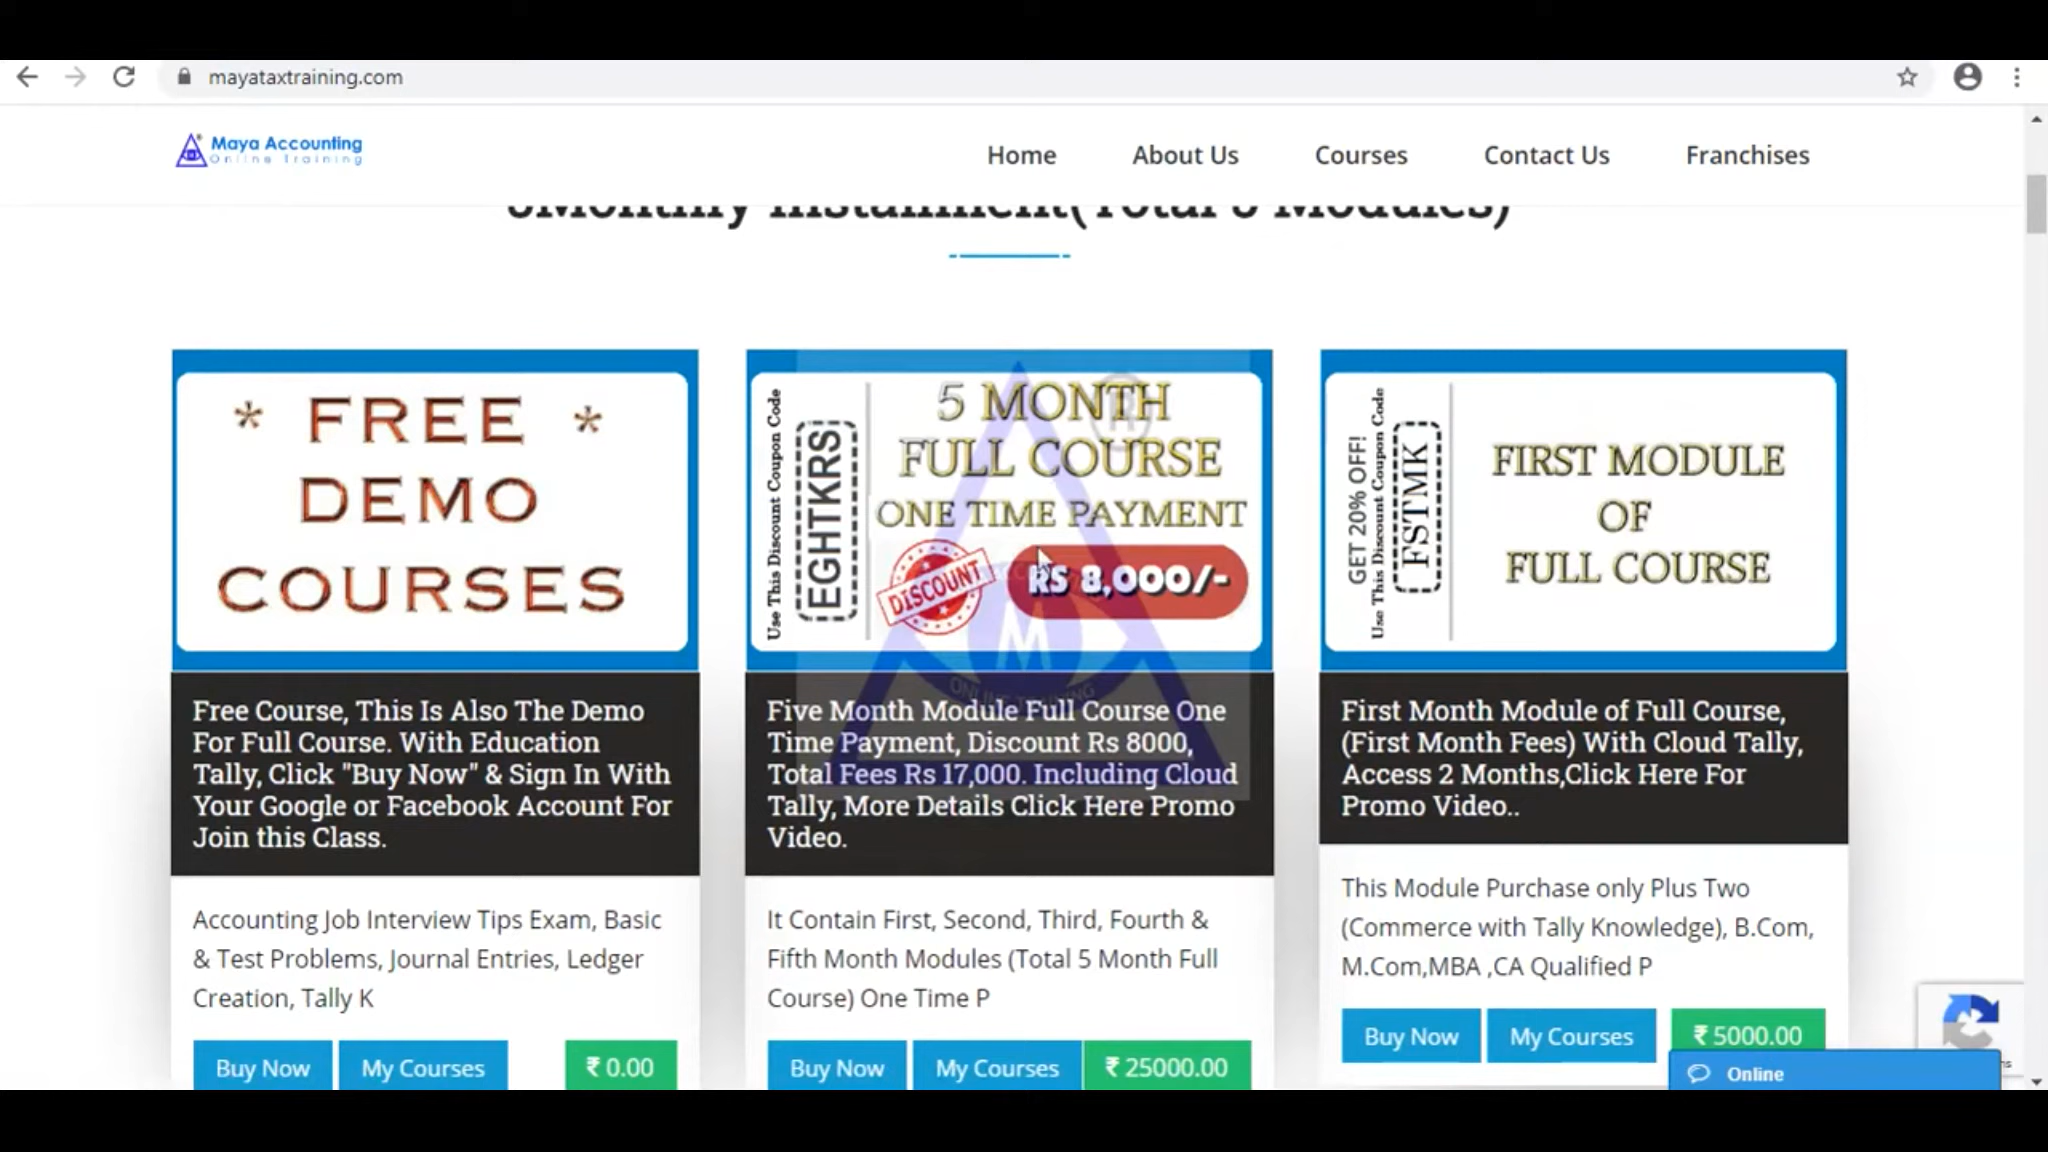 mayataxtraining.com
Maya Accounting
Online Training
Home
About Us
Courses
Contact Us
Franchises
Installment(Total
* FREE *
DEMO
COURSES
Use This Discount Coupon Code
EGHTKRS
5 MONTH
FULL COURSE
ONE TIME PAYMENT
DISCOUNT
RS 8,000/-
GET 20% OFF!
Use This Discount Coupon Code
FSTMK
FIRST MODULE
OF
FULL COURSE
M
ONLINE TRAINING
Free Course, This Is Also The Demo
For Full Course. With Education
Tally, Click "Buy Now" & Sign In With
Your Google or Facebook Account For
Join this Class.
Five Month Module Full Course One
Time Payment, Discount Rs 8000,
Total Fees Rs 17,000. Including Cloud
Tally, More Details Click Here Promo
Video.
First Month Module of Full Course,
(First Month Fees) With Cloud Tally,
Access 2 Months,Click Here For
Promo Video..
Accounting Job Interview Tips Exam, Basic
& Test Problems, Journal Entries, Ledger
Creation, Tally K
It Contain First, Second, Third, Fourth &
Fifth Month Modules (Total 5 Month Full
Course) One Time P
This Module Purchase only Plus Two
(Commerce with Tally Knowledge), B.Com,
M.Com,MBA ,CA Qualified P
Buy Now
My Courses
₹ 0.00
Buy Now
My Courses
₹ 25000.00
Buy Now
My Courses
₹ 5000.00
Online